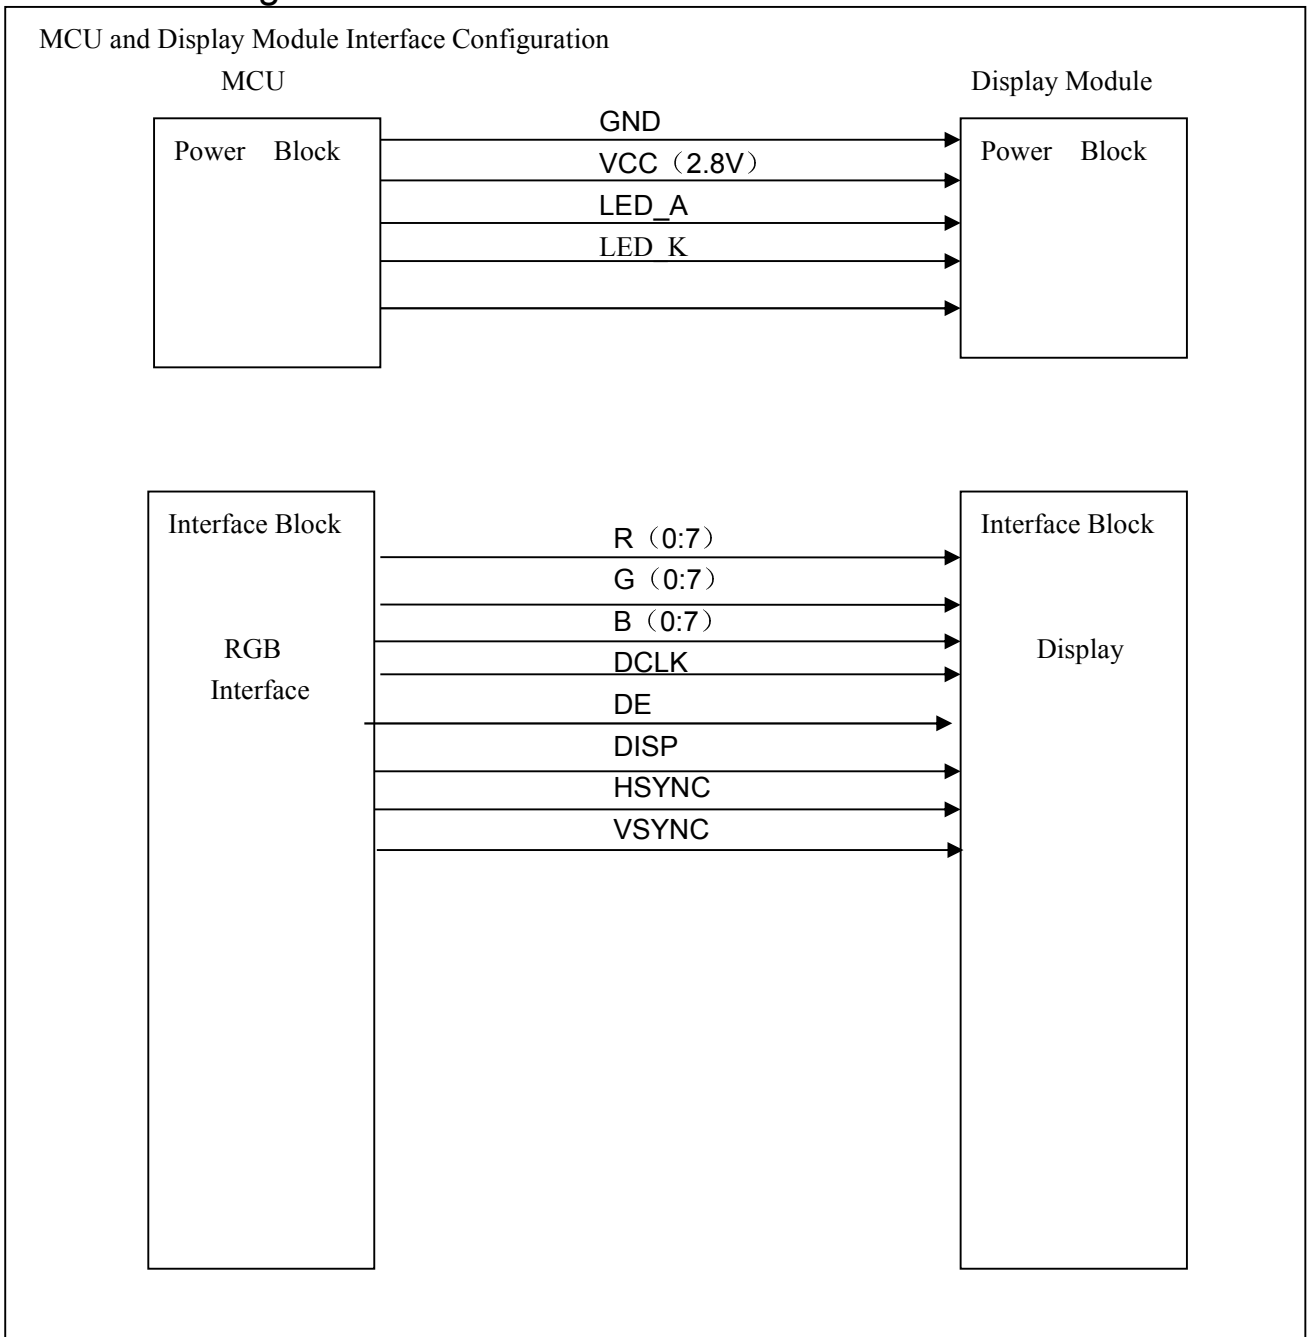 MCU and Display Module Interface Configuration
MCU Display Module
Power Block
GND
VCC（2.8V）
LED_A
LED_K
Power Block
Interface Block
RGB
Interface
R（0:7）
G（0:7）
B（0:7）
DCLK
DE
DISP
HSYNC
VSYNC
Interface Block
Display